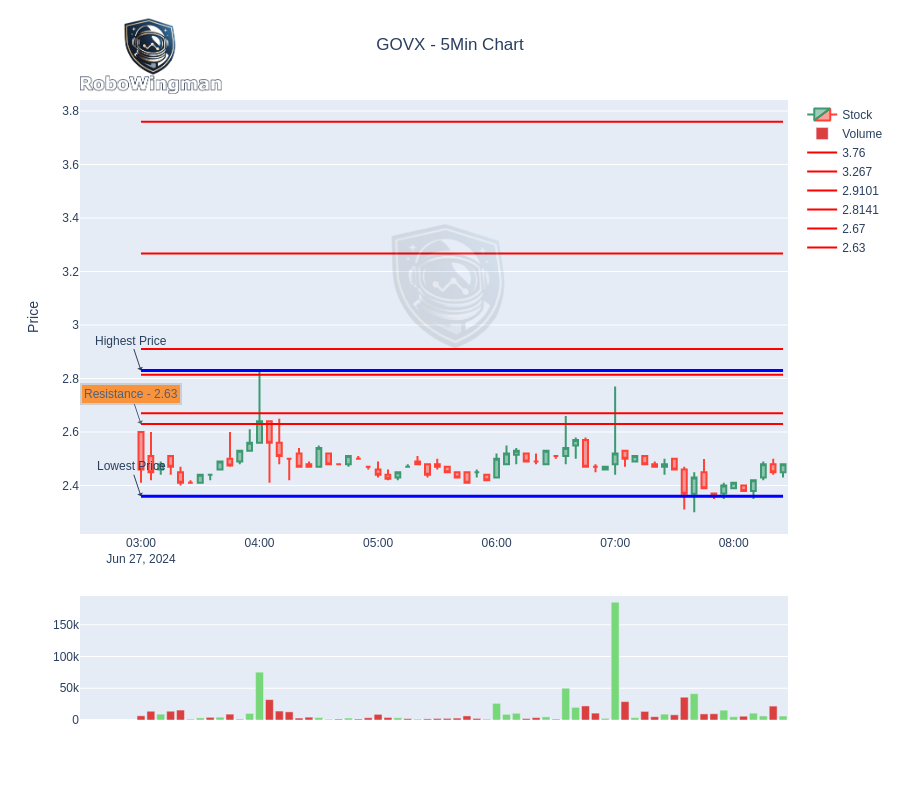 GOVX - 5Min Chart
RoboWingman
Stock
Volume
3.76
3.267
2.9101
2.8141
2.67
2.63
Price
3.8
3.6
3.4
3.2
3
2.8
2.6
2.4
Highest Price
Resistance - 2.63
Lowest Price
03:00
04:00
05:00
06:00
07:00
08:00
Jun 27, 2024
150k
100k
50k
0